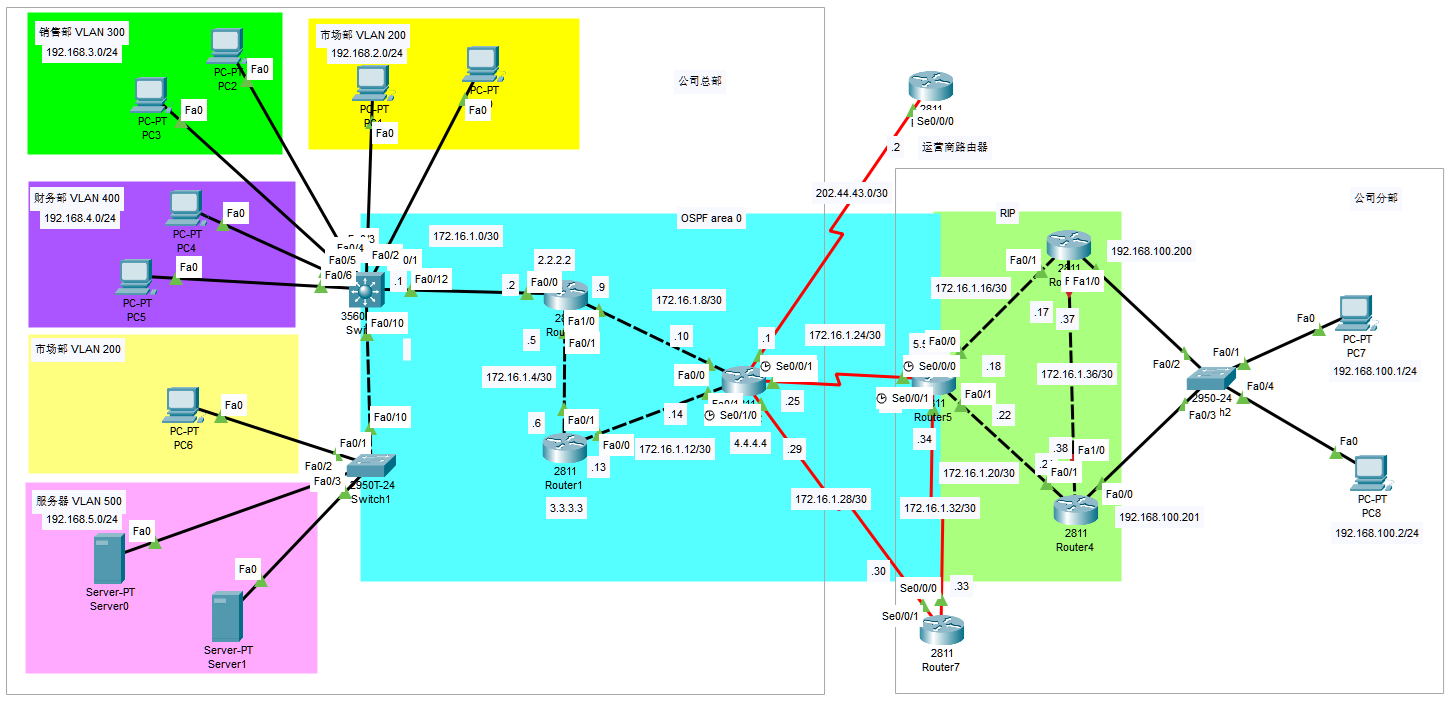 销售部 VLAN 300
192.168.3.0/24
Fa0
PC2
Fa0
PC-PT
PC3
市场部 VLAN 200
192.168.2.0/24
PC-PT
Fa0
PC-PT
Fa0
公司总部
2811
Se0/0/0
.2
运营商路由器
202.44.43.0/30
公司分部
财务部 VLAN 400
192.168.4.0/24
Fa0
PC-PT
PC4
Fa0
PC-PT
PC5
Fa0/4
Fa0/5
Fa0/2
Fa0/6
.1
Fa0/12
Fa0/10
172.16.1.0/30
OSPF area 0
RIP
2.2.2.2
.2
Fa0/0
.9
Fa1/0
Fa0/1
.5
172.16.1.8/30
.10
172.16.1.4/30
.6
Fa0/1
Fa0/0
.13
2811
Router1
3.3.3.3
172.16.1.12/30
.14
Fa0/0
.1
Se0/0/1
Se0/1/0
4.4.4.4
.25
.29
172.16.1.24/30
172.16.1.28/30
.30
Se0/0/0
Se0/0/1
.33
2811
Router7
172.16.1.32/30
.34
Fa0/0
Se0/0/0
Se0/0/1
Router5
Fa0/1
.18
.22
172.16.1.16/30
Fa0/1
.17
.37
Fa1/0
192.168.100.200
172.16.1.36/30
.38
Fa1/0
Fa0/1
172.16.1.20/30
Fa0/0
2811
Router4
192.168.100.201
Fa0/2
Fa0/1
Fa0/4
Fa0/3
2950-24
Fa0
PC-PT
PC7
192.168.100.1/24
Fa0
PC-PT
PC8
192.168.100.2/24
市场部 VLAN 200
Fa0
PC-PT
PC6
Fa0/10
Fa0/1
Fa0/2
Fa0/3
2950T-24
Switch1
服务器 VLAN 500
192.168.5.0/24
Fa0
Server-PT
Server0
Fa0
Server-PT
Server1